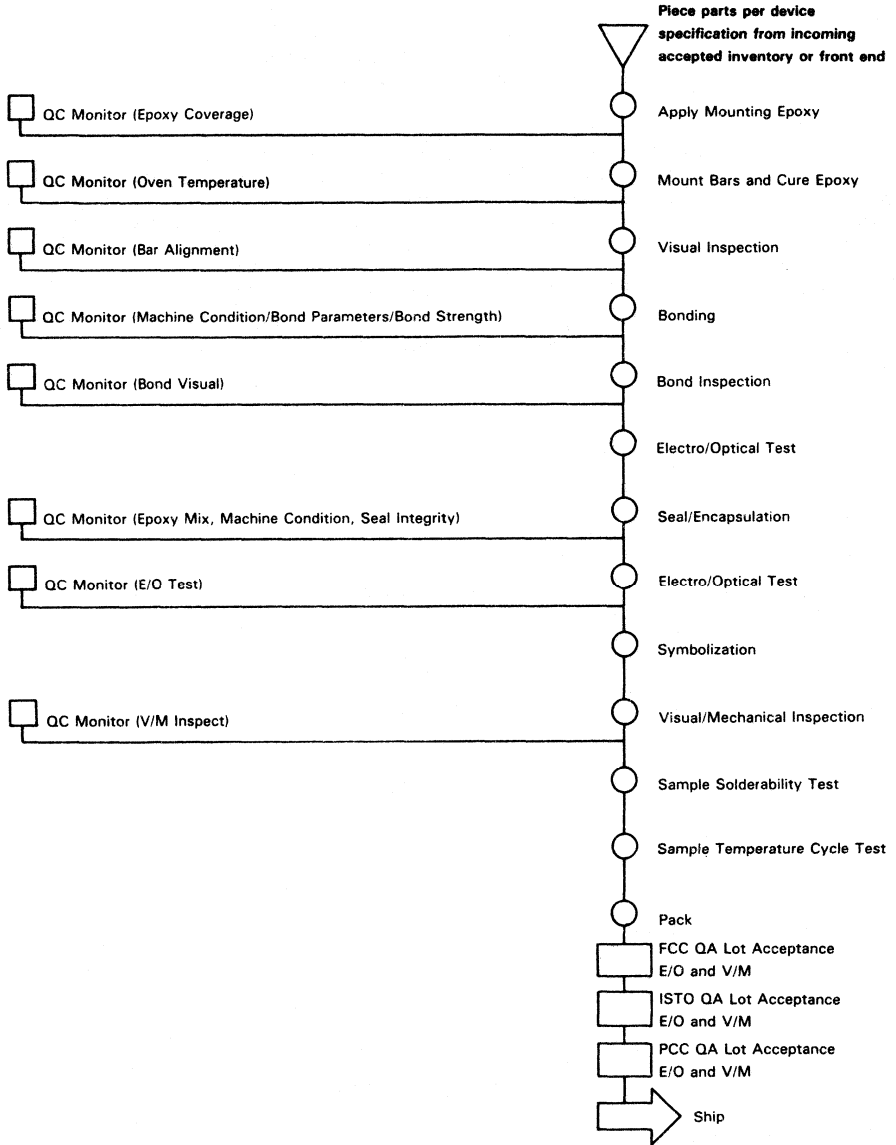 Piece parts per device
specification from incoming
accepted inventory or front end
QC Monitor (Epoxy Coverage)
Apply Mounting Epoxy
QC Monitor (Oven Temperature)
Mount Bars and Cure Epoxy
QC Monitor (Bar Alignment)
Visual Inspection
QC Monitor (Machine Condition/Bond Parameters/Bond Strength)
Bonding
QC Monitor (Bond Visual)
Bond Inspection
Electro/Optical Test
QC Monitor (Epoxy Mix, Machine Condition, Seal Integrity)
Seal/Encapsulation
QC Monitor (E/O Test)
Electro/Optical Test
Symbolization
QC Monitor (V/M Inspect)
Visual/Mechanical Inspection
Sample Solderability Test
Sample Temperature Cycle Test
Pack
FCC QA Lot Acceptance
E/O and V/M
ISTO QA Lot Acceptance
E/O and V/M
PCC QA Lot Acceptance
E/O and V/M
Ship